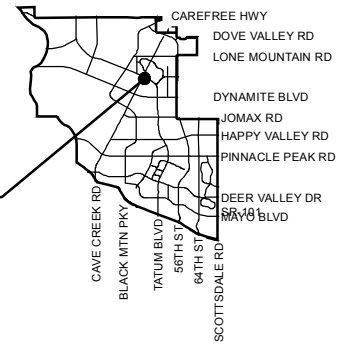 CAREFREE HWY
DOVE VALLEY RD
LONE MOUNTAIN RD
DYNAMITE BLVD
JOMAX RD
HAPPY VALLEY RD
PINNACLE PEAK RD
DEER VALLEY DR
SR-101
MAYO BLVD
CAVE CREEK RD
BLACK MTN PKY
TATUM BLVD
56TH ST
64TH ST
SCOTTSDALE RD